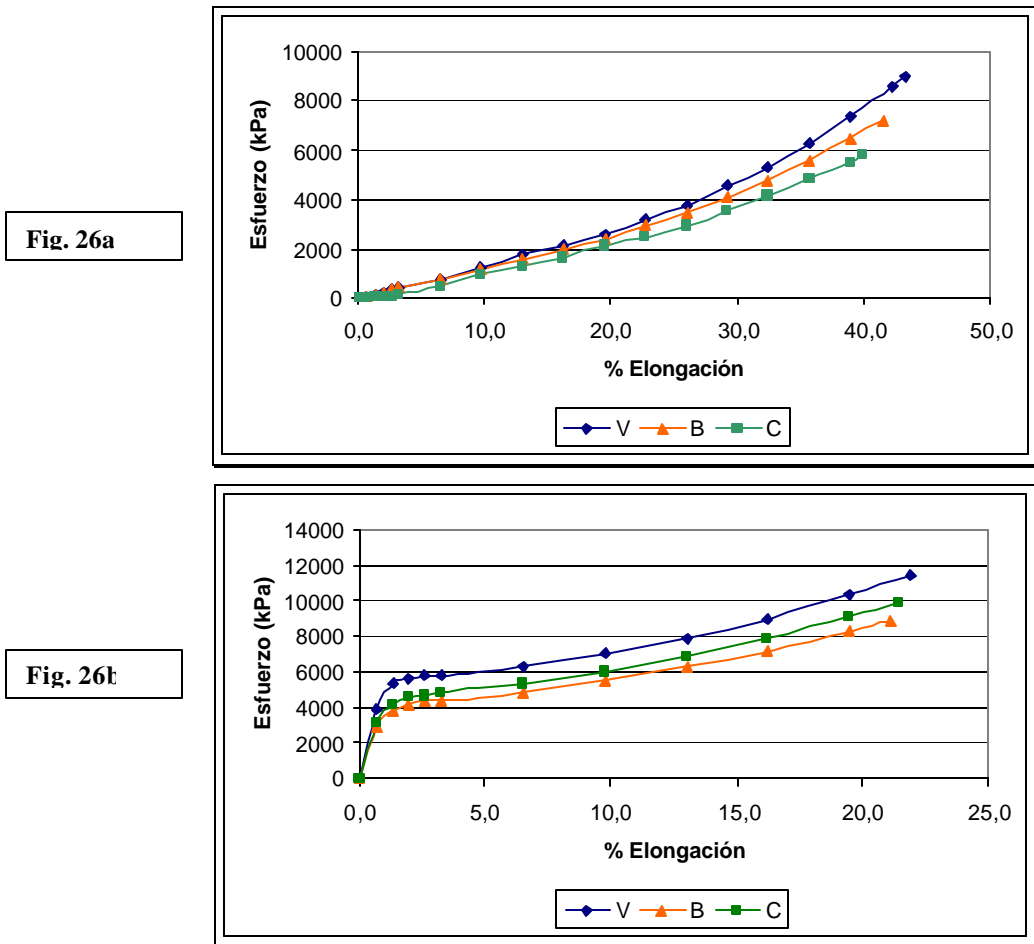 Fig. 26a
Esfuerzo (kPa)
10000
8000
6000
4000
2000
0
0,0 10,0 20,0 30,0 40,0 50,0
% Elongación
V B C
Fig. 26b
Esfuerzo (kPa)
14000
12000
10000
8000
6000
4000
2000
0
0,0 5,0 10,0 15,0 20,0 25,0
% Elongación
V B C